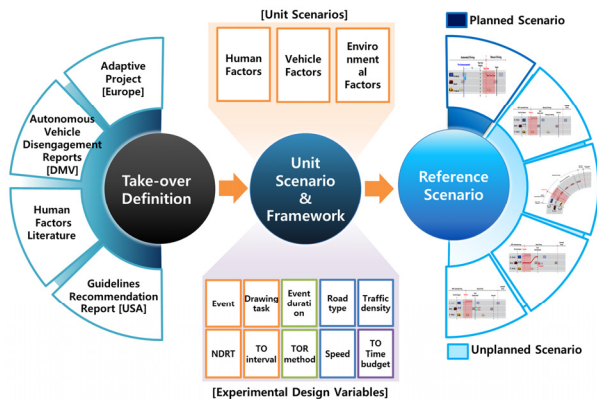 [Unit Scenarios]
Human
Factors
Vehicle
Factors
Environ
ment
al Factors
Planned Scenario
Adaptive
Project
[Europe]
Autonomous
Vehicle
Disengagement
Reports
[DMV]
Human
Factors
Literature
Guidelines
Recommendation
Report [USA]
Take-over
Definition
Unit
Scenario
&
Framework
Reference
Scenario
Event
Drawing
task
Event
durati
on
Road
type
Traffic
density
NDRT
TO
interval
TOR
method
Speed
TO
Time
budget
[Experimental Design Variables]
Unplanned Scenario